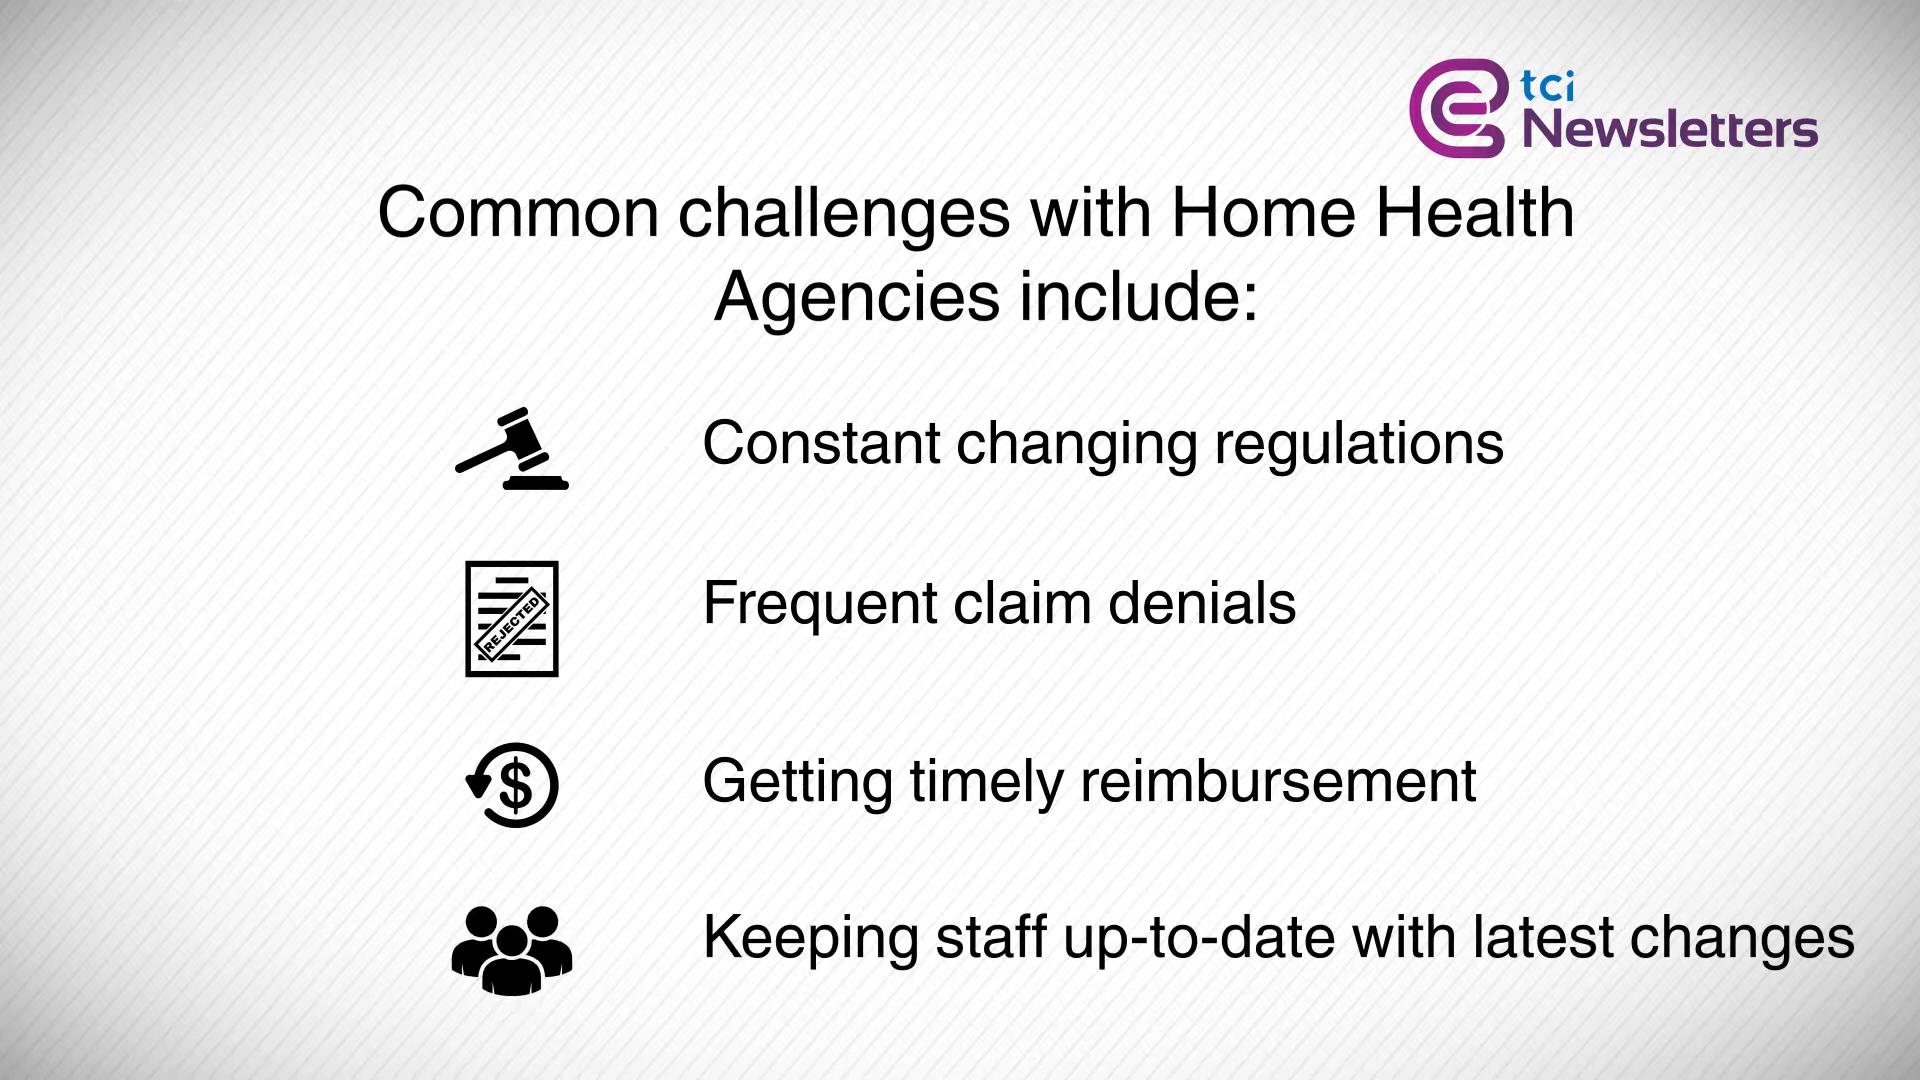 tci
Newsletters
Common challenges with Home Health
Agencies include:
Constant changing regulations
REJECTED
Frequent claim denials
$
Getting timely reimbursement
Keeping staff up-to-date with latest changes